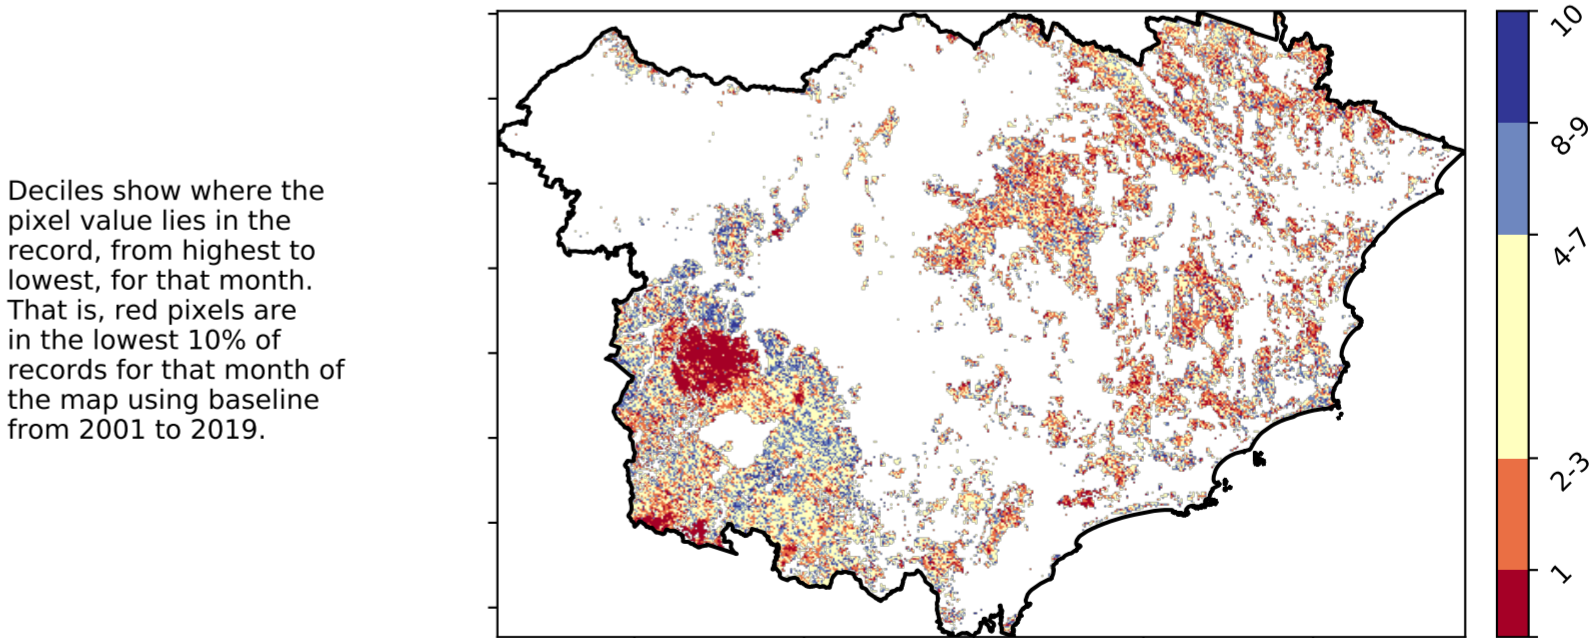 Deciles show where the
pixel value lies in the
record, from highest to
lowest, for that month.
That is, red pixels are
in the lowest 10% of
records for that month of
the map using baseline
from 2001 to 2019.
10
8-9
4-7
2-3
1